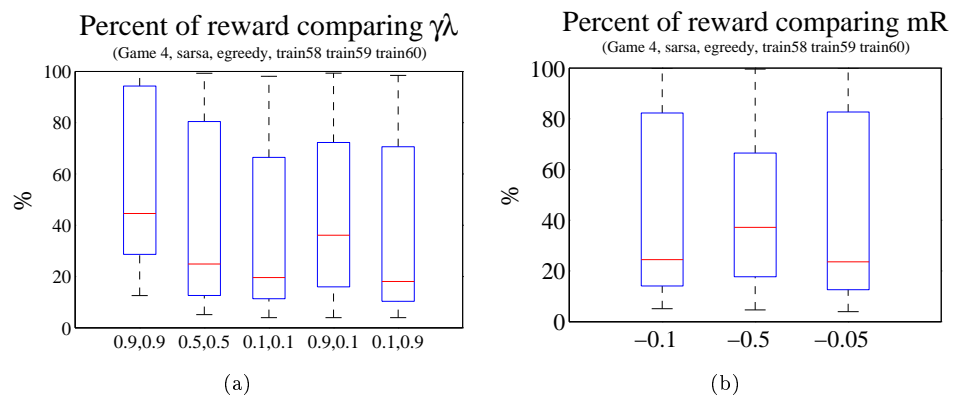 Percent of reward comparing γλ
(Game 4, sarsa, egreedy, train58 train59 train60)
%
100
80
60
40
20
0
0.9,0.9 0.5,0.5 0.1,0.1 0.9,0.1 0.1,0.9
(a)
Percent of reward comparing mR
(Game 4, sarsa, egreedy, train58 train59 train60)
%
100
80
60
40
20
0
−0.1 −0.5 −0.05
(b)